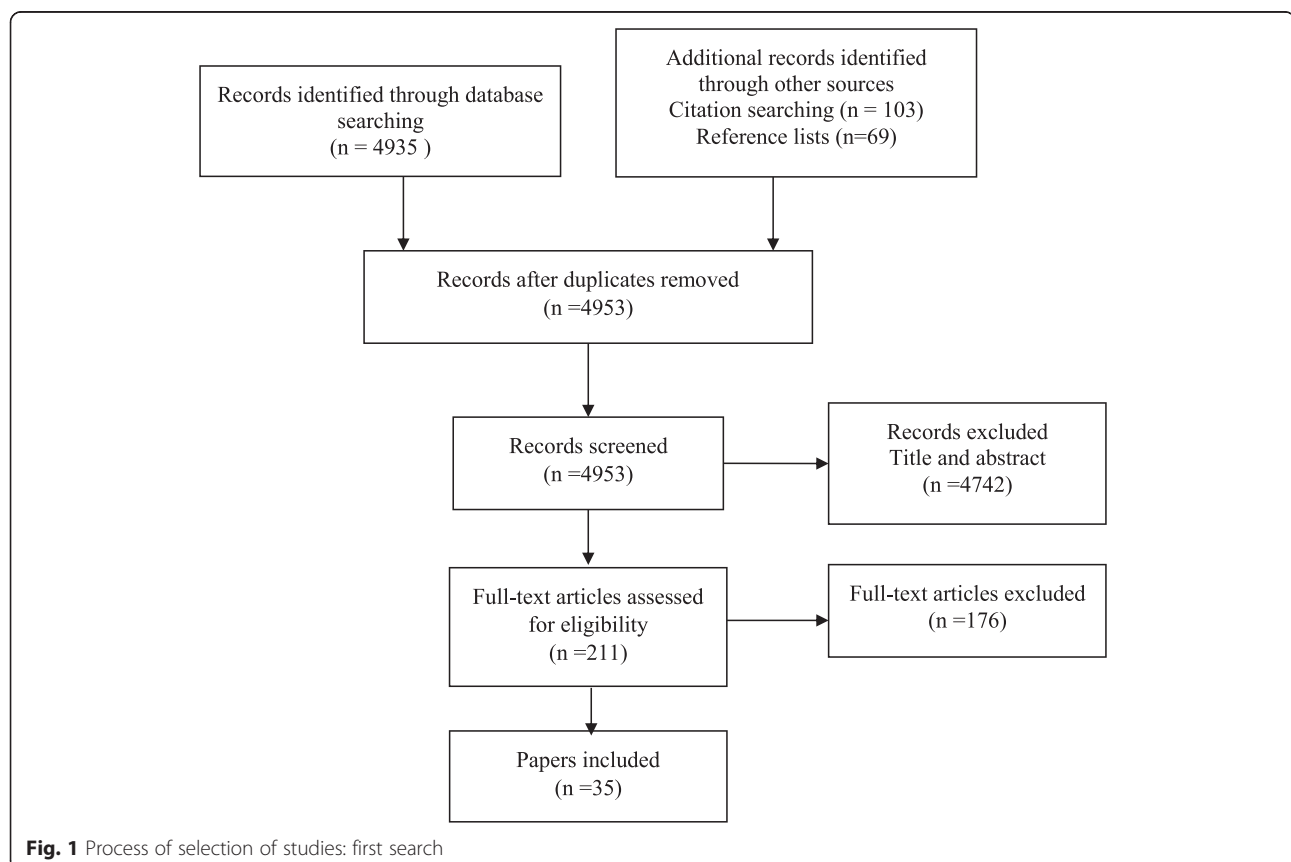 Records identified through database
searching
(n = 4935 )
Additional records identified
through other sources
Citation searching (n = 103)
Reference lists (n=69)
Records after duplicates removed
(n =4953)
Records screened
(n =4953)
Records excluded
Title and abstract
(n =4742)
Full-text articles assessed
for eligibility
(n =211)
Full-text articles excluded
(n =176)
Papers included
(n =35)
Fig. 1 Process of selection of studies: first search